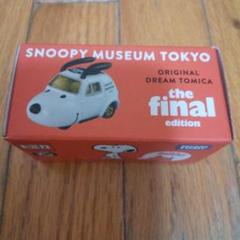 SNOOPY MUSEUM TOKYO
ORIGINAL
DREAM TOMICA
the
final
edition